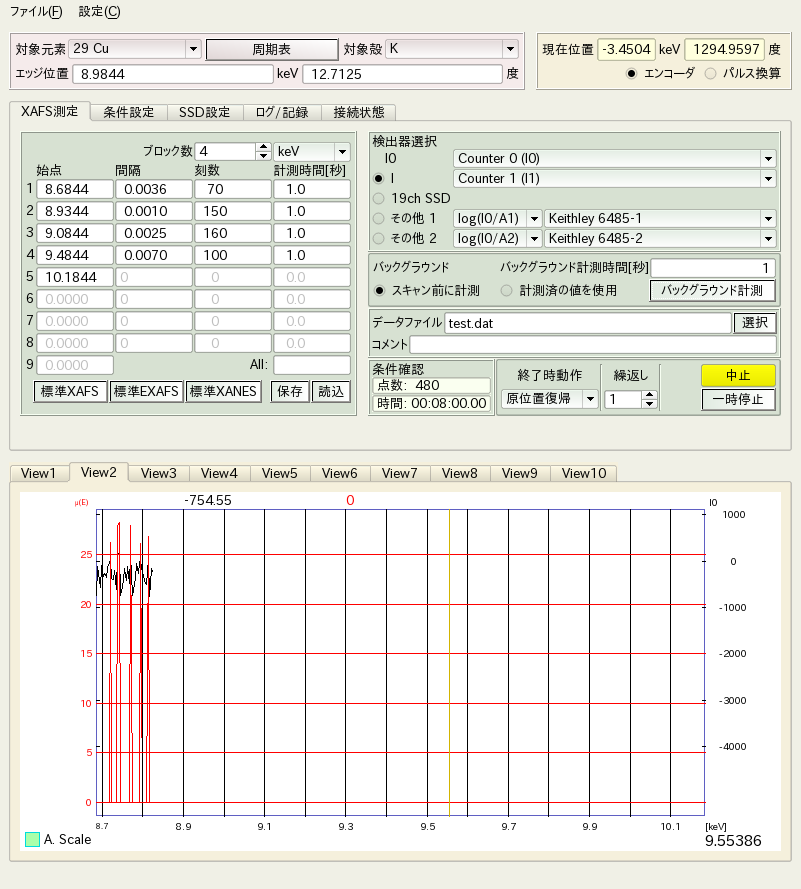 ファイル(F) 設定(C)
対象元素 29 Cu 周期表 対象殻 K
エッジ位置 8.9844 keV 12.7125 度
現在位置 -3.4504 keV 1294.9597 度
エンコーダ パルス換算
XAFS測定 条件設定 SSD設定 ログ/記録 接続状態
ブロック数 4 keV
始点 間隔 刻数 計測時間[秒]
1 8.6844 0.0036 70 1.0
2 8.9344 0.0010 150 1.0
3 9.0844 0.0025 160 1.0
4 9.4844 0.0070 100 1.0
5 10.1844 0 0 0.0
6 0.0000 0 0 0.0
7 0.0000 0 0 0.0
8 0.0000 0 0 0.0
9 0.0000 All:
標準XAFS 標準EXAFS 標準XANES 保存 読込
検出器選択
I0 Counter 0 (I0)
I Counter 1 (I1)
19ch SSD
その他 1 log(I0/A1) Keithley 6485-1
その他 2 log(I0/A2) Keithley 6485-2
バックグラウンド バックグラウンド計測時間[秒] 1
スキャン前に計測 計測済の値を使用 バックグラウンド計測
データファイル test.dat 選択
コメント
条件確認
点数: 480
時間: 00:08:00.00
終了時動作 繰返し 中止
原位置復帰 1 一時停止
View1 View2 View3 View4 View5 View6 View7 View8 View9 View10
μ(E) -754.55 0 I0
25
20
15
10
5
0
1000
0
-1000
-2000
-3000
-4000
8.7 8.9 9.1 9.3 9.5 9.7 9.9 10.1 [keV]
A. Scale 9.55386